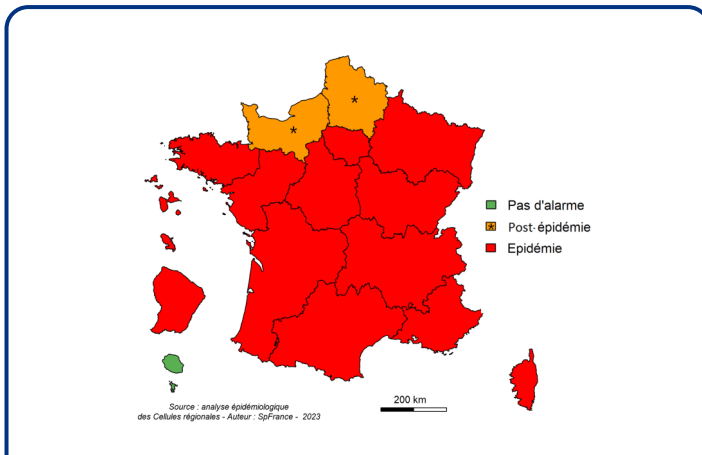 * *
Pas d'alarme
* Post-épidémie
Epidémie
200 km
Source : analyse épidémiologique
des Cellules régionales - Auteur : SpFrance - 2023